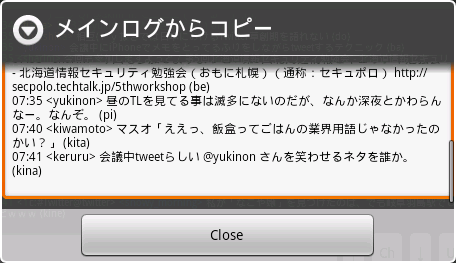 メインログからコピー
- 北海道情報セキュリティ勉強会（おもに札幌）（通称：セキュポロ） http://
secpolo.techtalk.jp/5thworkshop (be)
07:35 <yukinon> 昼のTLを見てる事は滅多にないのだが、なんか深夜とかわらん
なー。なんぞ。 (pi)
07:40 <kiwamoto> マスオ「ええっ、飯盒ってごはんの業界用語じゃなかったの
かい？」 (kita)
07:41 <keruru> 会議中tweetらしい @yukinon さんを笑わせるネタを誰か。
(kina)
Close